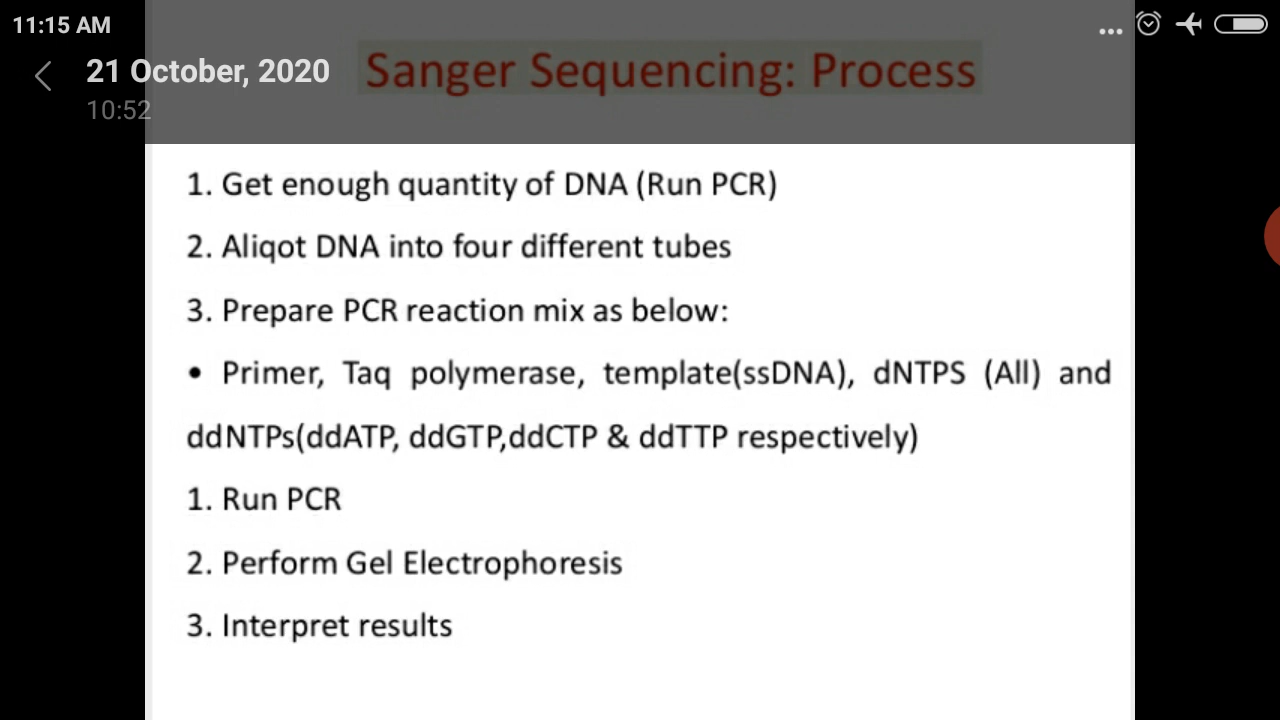 11:15 AM
...
21 October, 2020
10:52
Sanger Sequencing: Process
1. Get enough quantity of DNA (Run PCR)
2. Aliqot DNA into four different tubes
3. Prepare PCR reaction mix as below:
• Primer, Taq polymerase, template(ssDNA), dNTPS (All) and
ddNTPs(ddATP, ddGTP,ddCTP & ddTTP respectively)
1. Run PCR
2. Perform Gel Electrophoresis
3. Interpret results